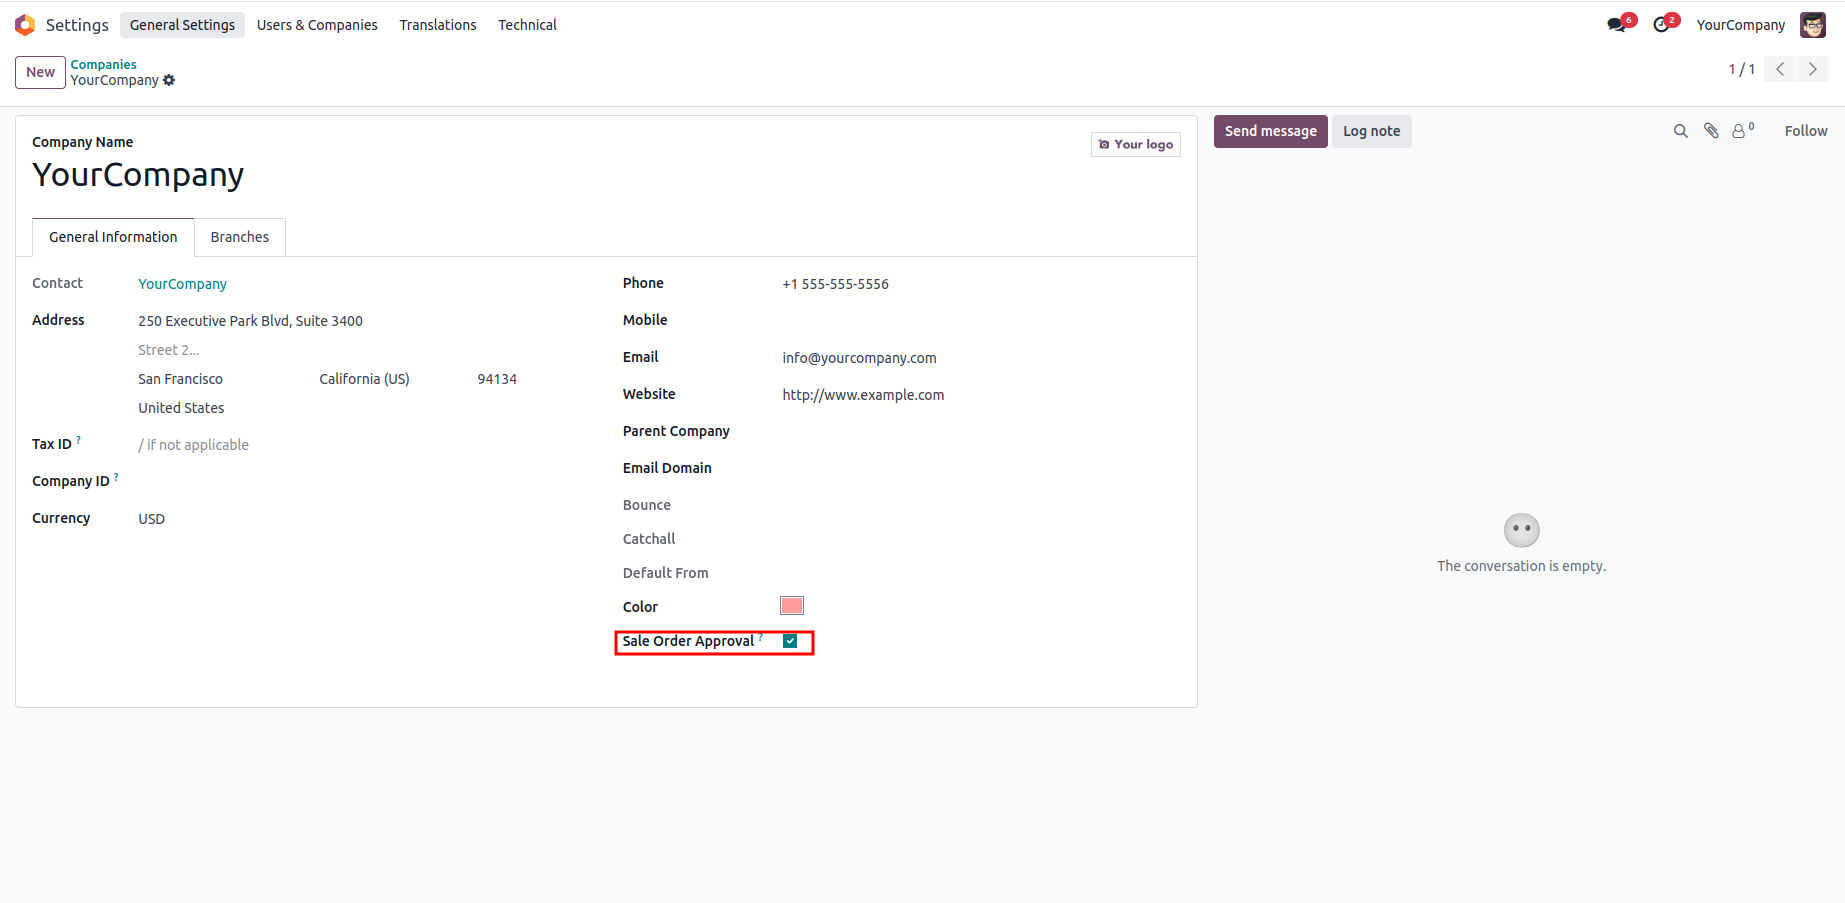 Settings General Settings Users & Companies Translations Technical 6 2 YourCompany
New Companies
YourCompany
1 / 1
Company Name
YourCompany
Your logo
General Information Branches
Contact YourCompany
Address 250 Executive Park Blvd, Suite 3400
Street 2...
San Francisco California (US) 94134
United States
Tax ID ? / if not applicable
Company ID ?
Currency USD
Phone +1 555-555-5556
Mobile
Email info@yourcompany.com
Website http://www.example.com
Parent Company
Email Domain
Bounce
Catchall
Default From
Color
Sale Order Approval ?
Send message Log note 0 Follow
The conversation is empty.